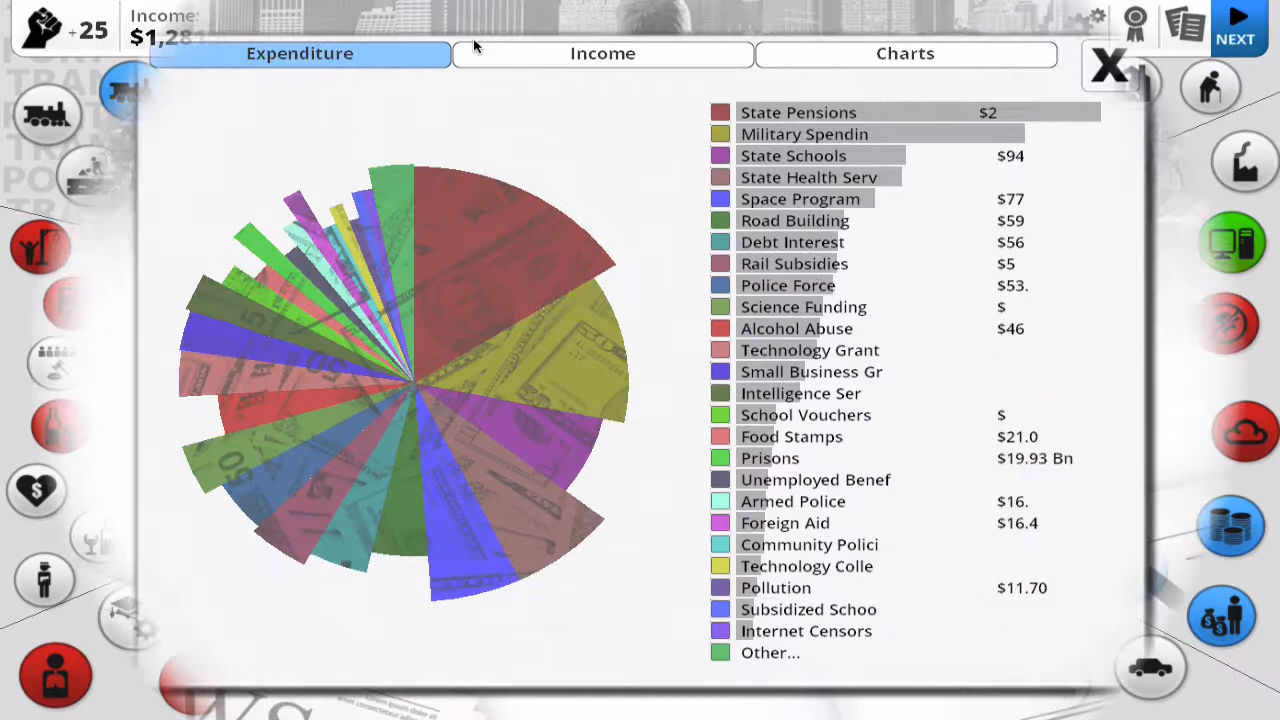 +25
Income:
$1,281
NEXT
Expenditure
Income
Charts
X
State Pensions $2
Military Spendin
State Schools $94
State Health Serv
Space Program $77
Road Building $59
Debt Interest $56
Rail Subsidies $5
Police Force $53.
Science Funding $
Alcohol Abuse $46
Technology Grant
Small Business Gr
Intelligence Ser
School Vouchers $
Food Stamps $21.0
Prisons $19.93 Bn
Unemployed Benef
Armed Police $16.
Foreign Aid $16.4
Community Polici
Technology Colle
Pollution $11.70
Subsidized Schoo
Internet Censors
Other...